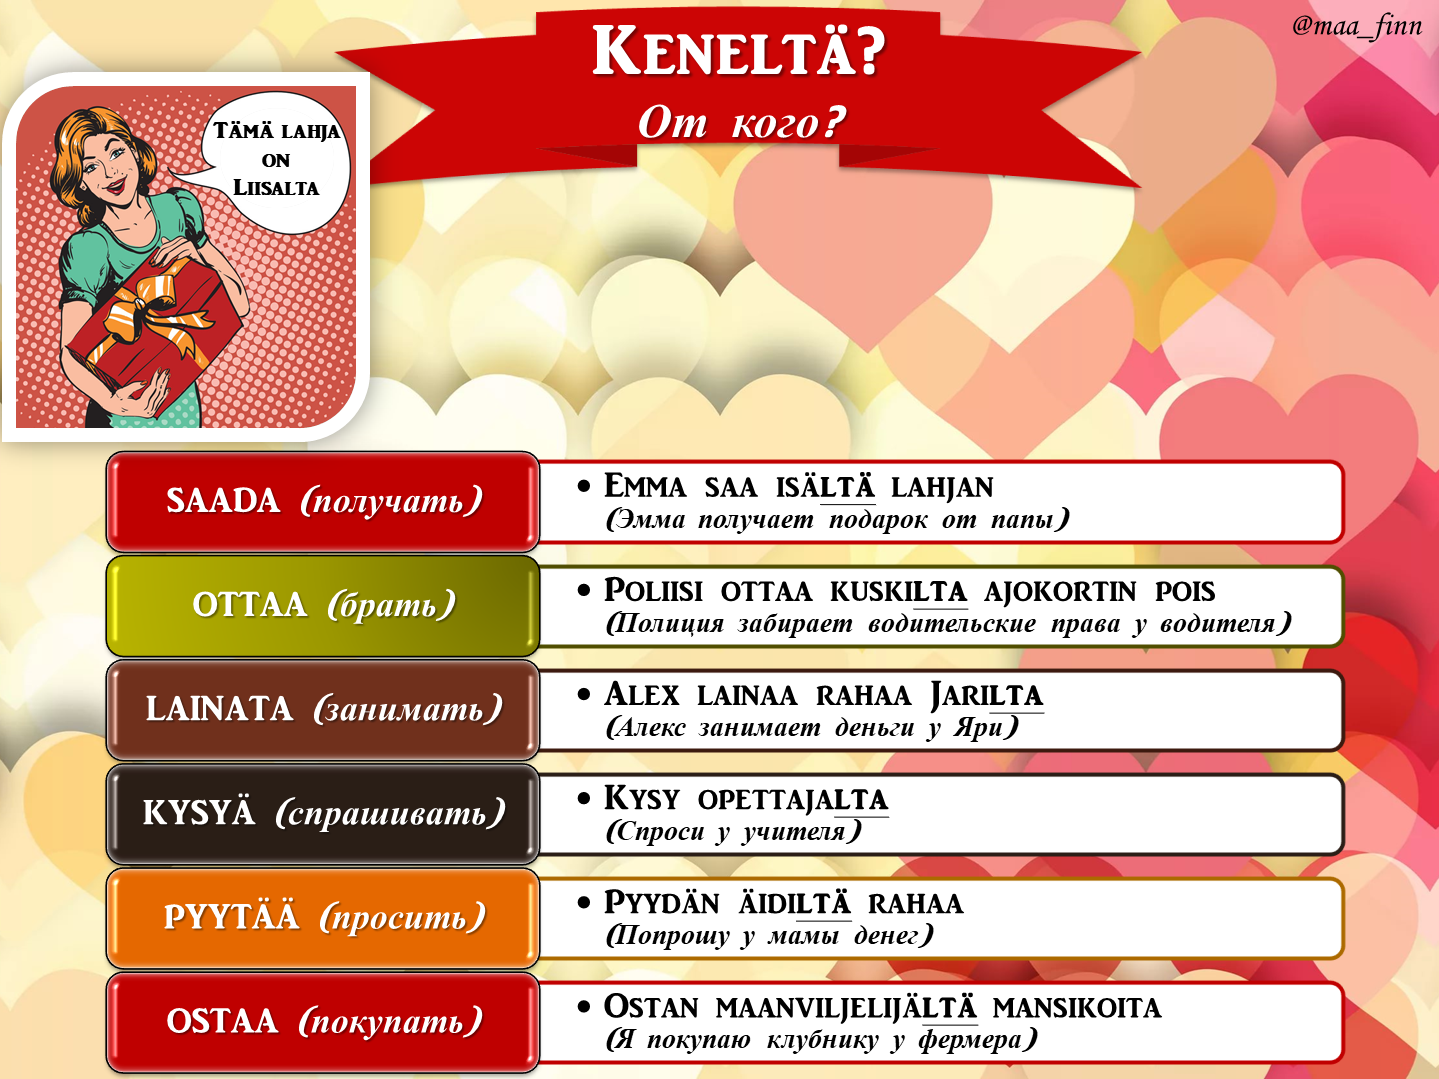 @maa_finn
Keneltä?
От кого?
Tämä lahja
on
Liisalta
saada (получать)
Emma saa isältä lahjan
(Эмма получает подарок от папы)
ottaa (брать)
Poliisi ottaa kuskilta ajokortin pois
(Полиция забирает водительские права у водителя)
lainata (занимать)
Alex lainaa rahaa Jarilta
(Алекс занимает деньги у Яри)
kysyä (спрашивать)
Kysy opettajalta
(Спроси у учителя)
pyytää (просить)
Pyydän äidiltä rahaa
(Попрошу у мамы денег)
ostaa (покупать)
Ostan maanviljelijältä mansikoita
(Я покупаю клубнику у фермера)